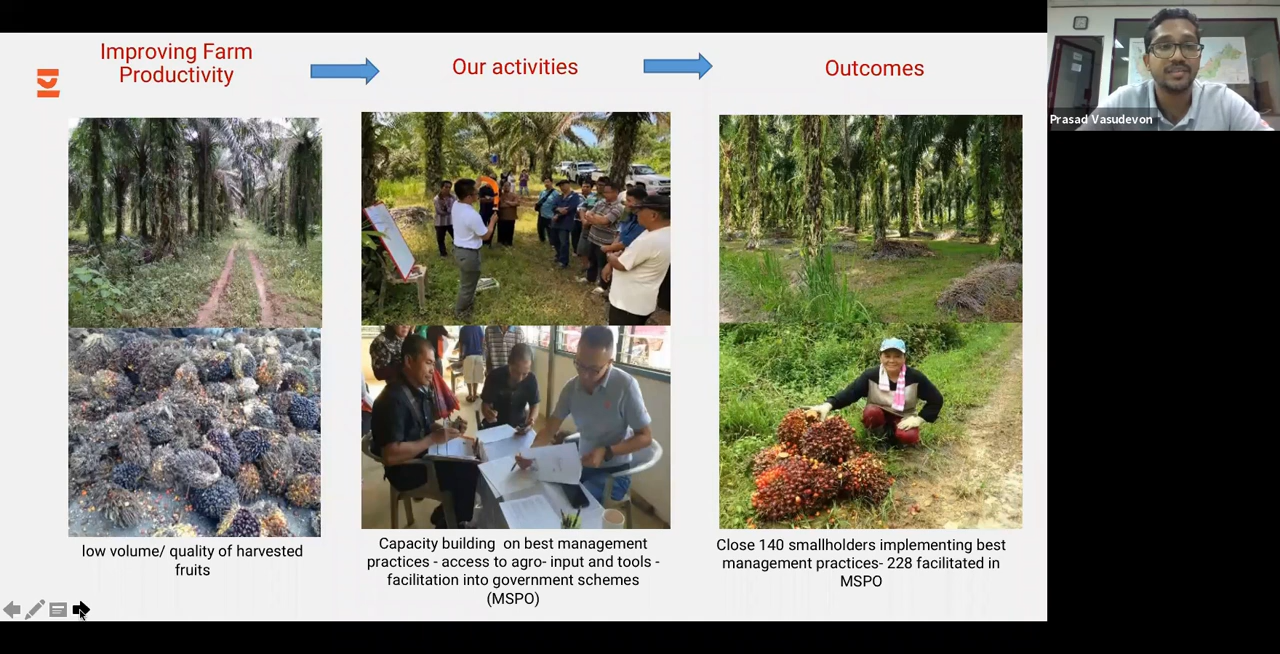 Improving Farm
Productivity
Our activities
Outcomes
Prasad Vasudevon
low volume/ quality of harvested
fruits
Capacity building  on best management
practices - access to agro- input and tools -
facilitation into government schemes
(MSPO)
Close 140 smallholders implementing best
management practices- 228 facilitated in
MSPO